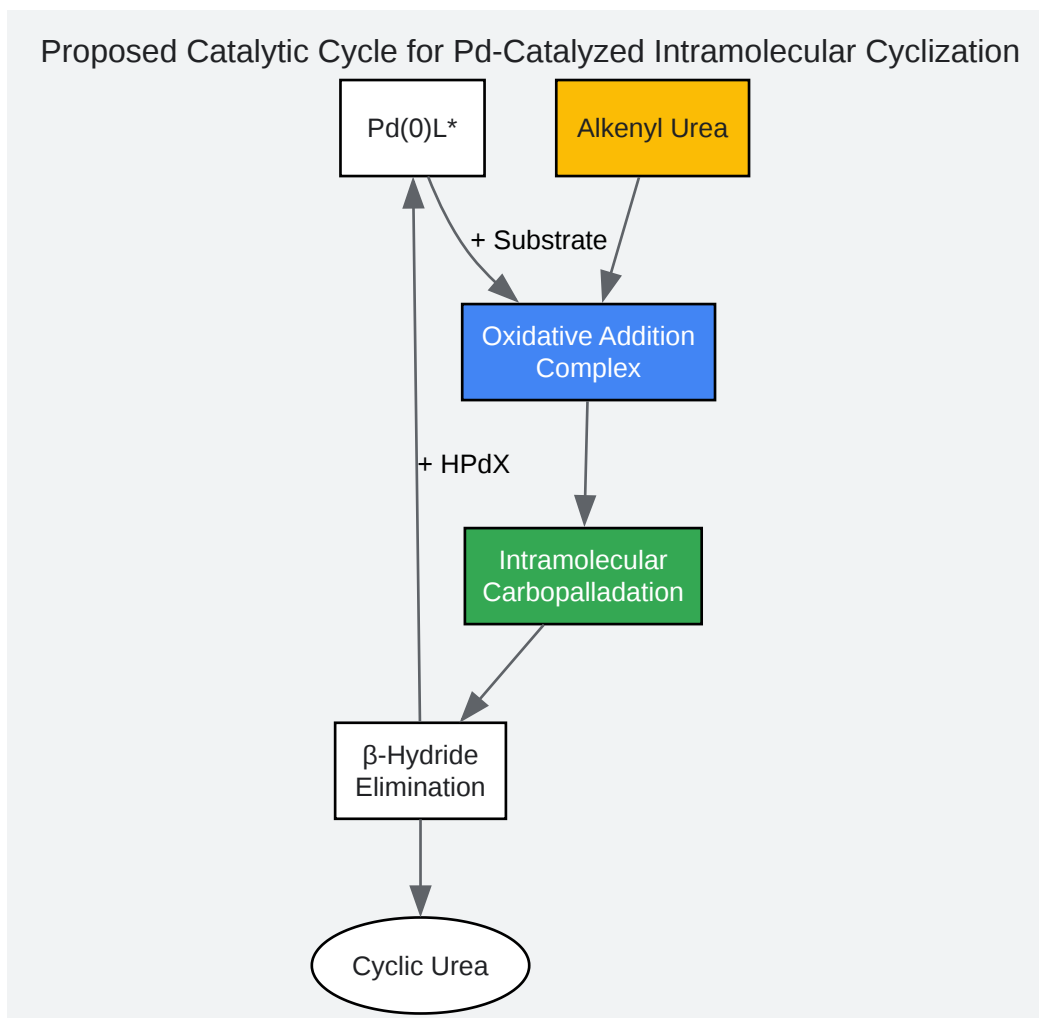 Proposed Catalytic Cycle for Pd-Catalyzed Intramolecular Cyclization
Pd(0)L*
Alkenyl Urea
+ Substrate
Oxidative Addition
Complex
+ HPdX
Intramolecular
Carbopalladation
β-Hydride
Elimination
Cyclic Urea